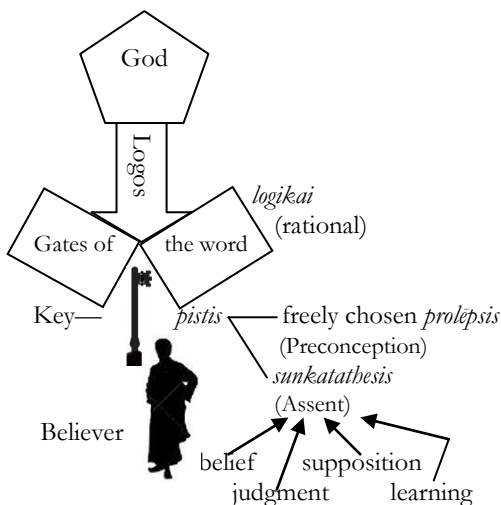 God
Logos
logikai
(rational)
Gates of the word
Key— pistis freely chosen prolēpsis
(Preconception)
sunkatathesis
(Assent)
Believer
belief supposition
judgment learning